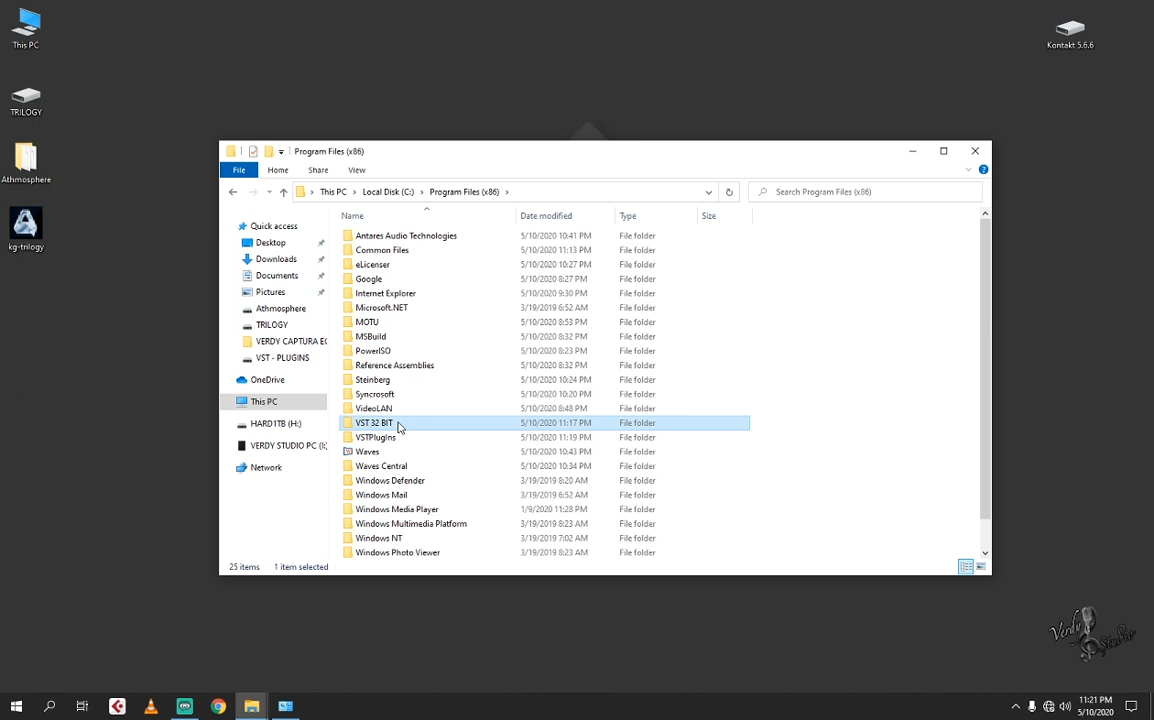 This PC
TRILOGY
Athmosphere
kg-trilogy
Kontakt 5.6.6
Program Files (x86)
File Home Share View
This PC Local Disk (C:) Program Files (x86)
Search Program Files (x86)
Name Date modified Type Size
Quick access
Desktop
Downloads
Documents
Pictures
Athmosphere
TRILOGY
VERDY CAPTURA EC
VST - PLUGINS
OneDrive
This PC
HARD1TB (H:)
VERDY STUDIO PC (I:
Network
Antares Audio Technologies 5/10/2020 10:41 PM File folder
Common Files 5/10/2020 11:13 PM File folder
eLicenser 5/10/2020 10:27 PM File folder
Google 5/10/2020 8:27 PM File folder
Internet Explorer 5/10/2020 9:30 PM File folder
Microsoft.NET 3/19/2019 6:52 AM File folder
MOTU 5/10/2020 8:53 PM File folder
MSBuild 5/10/2020 8:32 PM File folder
PowerISO 5/10/2020 8:23 PM File folder
Reference Assemblies 5/10/2020 8:32 PM File folder
Steinberg 5/10/2020 10:24 PM File folder
Syncrosoft 5/10/2020 10:20 PM File folder
VideoLAN 5/10/2020 8:48 PM File folder
VST 32 BIT 5/10/2020 11:17 PM File folder
VSTPlugIns 5/10/2020 11:19 PM File folder
Waves 5/10/2020 10:43 PM File folder
Waves Central 5/10/2020 10:34 PM File folder
Windows Defender 3/19/2019 8:20 AM File folder
Windows Mail 3/19/2019 6:52 AM File folder
Windows Media Player 1/9/2020 11:28 PM File folder
Windows Multimedia Platform 3/19/2019 8:23 AM File folder
Windows NT 3/19/2019 7:02 AM File folder
Windows Photo Viewer 3/19/2019 8:23 AM File folder
25 items 1 item selected
Verdy Studio
11:21 PM
5/10/2020